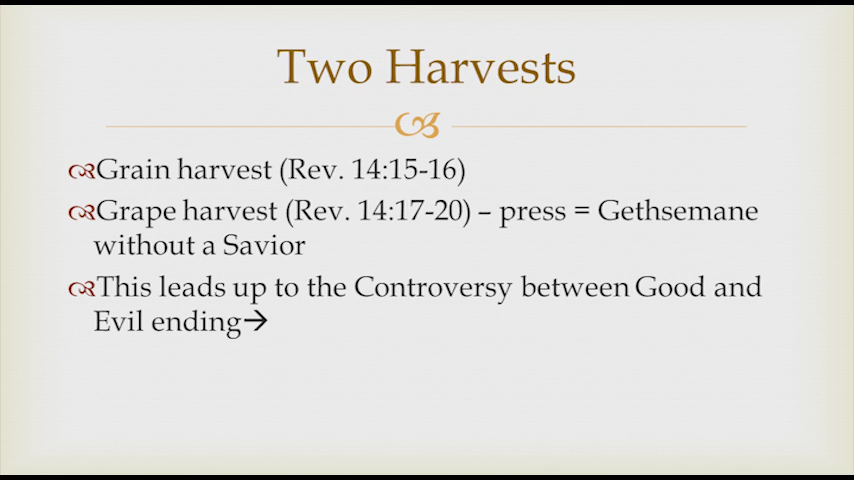 Two Harvests
Grain harvest (Rev. 14:15-16)
Grape harvest (Rev. 14:17-20) – press = Gethsemane
without a Savior
This leads up to the Controversy between Good and
Evil ending→